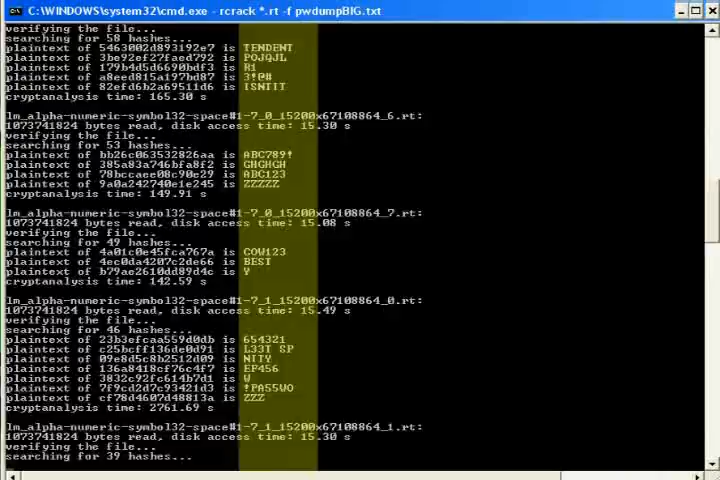 C:\WINDOWS\system32\cmd.exe - rcrack *.rt -f pwdumpBIG.txt
verifying the file...
searching for 58 hashes...
plaintext of 5463002d893192e7 is TENDENT
plaintext of 3be92ef27faed792 is POJQJL
plaintext of 179b4d5d6690bdf3 is R1
plaintext of a8eed815a197bd87 is 3!@#
plaintext of 82efd6b2a69511d6 is ISNTIT
cryptanalysis time: 165.30 s
lm_alpha-numeric-symbol32-space#1-7_0_15200x67108864_6.rt:
1073741824 bytes read, disk access time: 15.30 s
verifying the file...
searching for 53 hashes...
plaintext of bb26c063532826aa is ABC789!
plaintext of 385a83a746bfa8f2 is GHGHGH
plaintext of 78bccaee08c90e29 is ABC123
plaintext of 9a0a242740e1e245 is ZZZZZ
cryptanalysis time: 149.91 s
lm_alpha-numeric-symbol32-space#1-7_0_15200x67108864_7.rt:
1073741824 bytes read, disk access time: 15.08 s
verifying the file...
searching for 49 hashes...
plaintext of 4a01c0e45fca767a is COW123
plaintext of 4ec0da4207c2de66 is BEST
plaintext of b79ae2610dd89d4c is Y
cryptanalysis time: 142.59 s
lm_alpha-numeric-symbol32-space#1-7_1_15200x67108864_0.rt:
1073741824 bytes read, disk access time: 15.49 s
verifying the file...
searching for 46 hashes...
plaintext of 23b3efcaa559d0db is 654321
plaintext of c25bcff136de0d91 is L33T SP
plaintext of 09e8d5c8b2512d09 is NITY
plaintext of 136a8418cf76c4f7 is EP456
plaintext of 3832c92fc614b7d1 is W
plaintext of 7f9cd2d7c93421d3 is !PA55WO
plaintext of cf78d4607d48813a is ZZZ
cryptanalysis time: 2761.69 s
lm_alpha-numeric-symbol32-space#1-7_1_15200x67108864_1.rt:
1073741824 bytes read, disk access time: 15.30 s
verifying the file...
searching for 39 hashes...